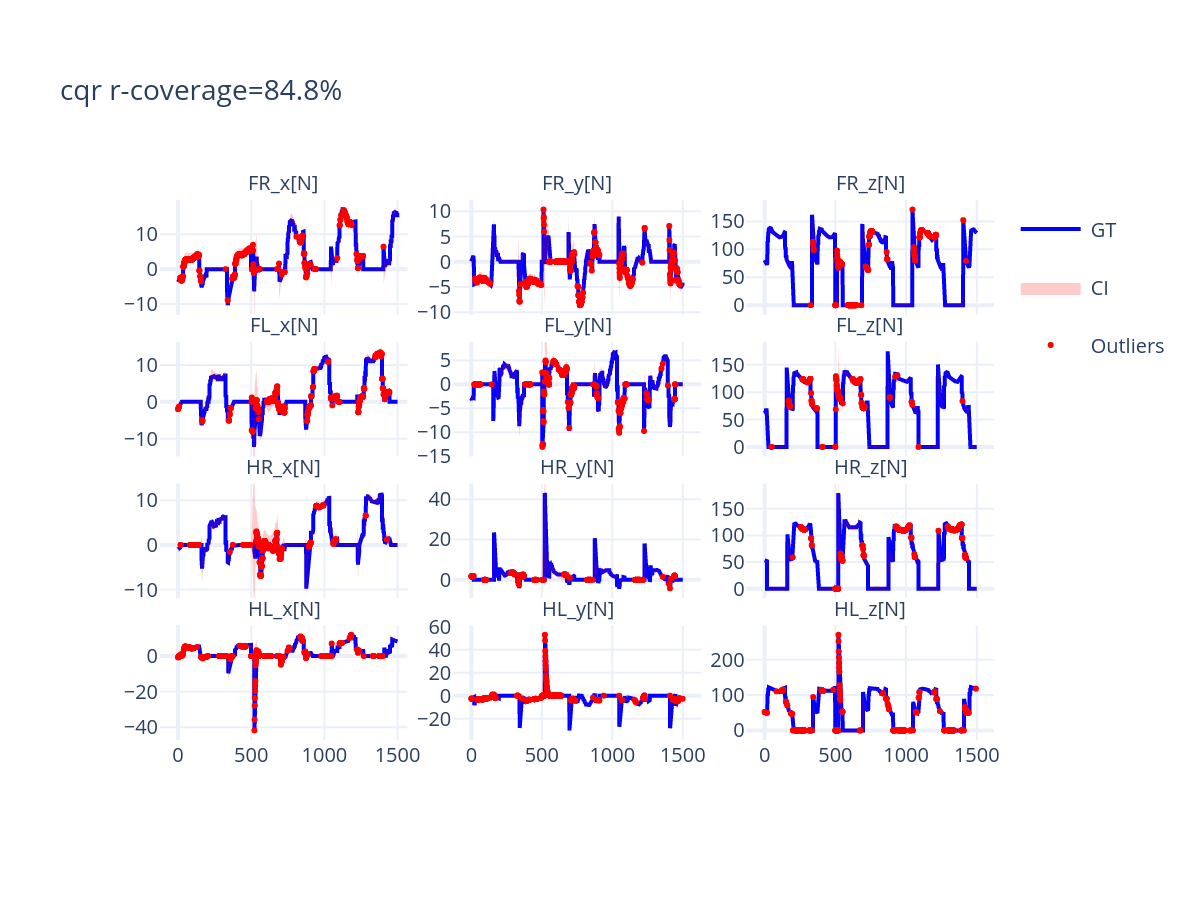 cqr r-coverage=84.8%
FR_x[N] FR_y[N] FR_z[N]
10 0 −10
10 5 0 −5 −10
150 100 50 0
GT
CI
Outliers
FL_x[N] FL_y[N] FL_z[N]
10 0 −10
5 0 −5 −10 −15
150 100 50 0
HR_x[N] HR_y[N] HR_z[N]
10 0 −10
40 20 0
150 100 50 0
HL_x[N] HL_y[N] HL_z[N]
0 −20 −40
60 40 20 0 −20
200 100 0
0 500 1000 1500 0 500 1000 1500 0 500 1000 1500